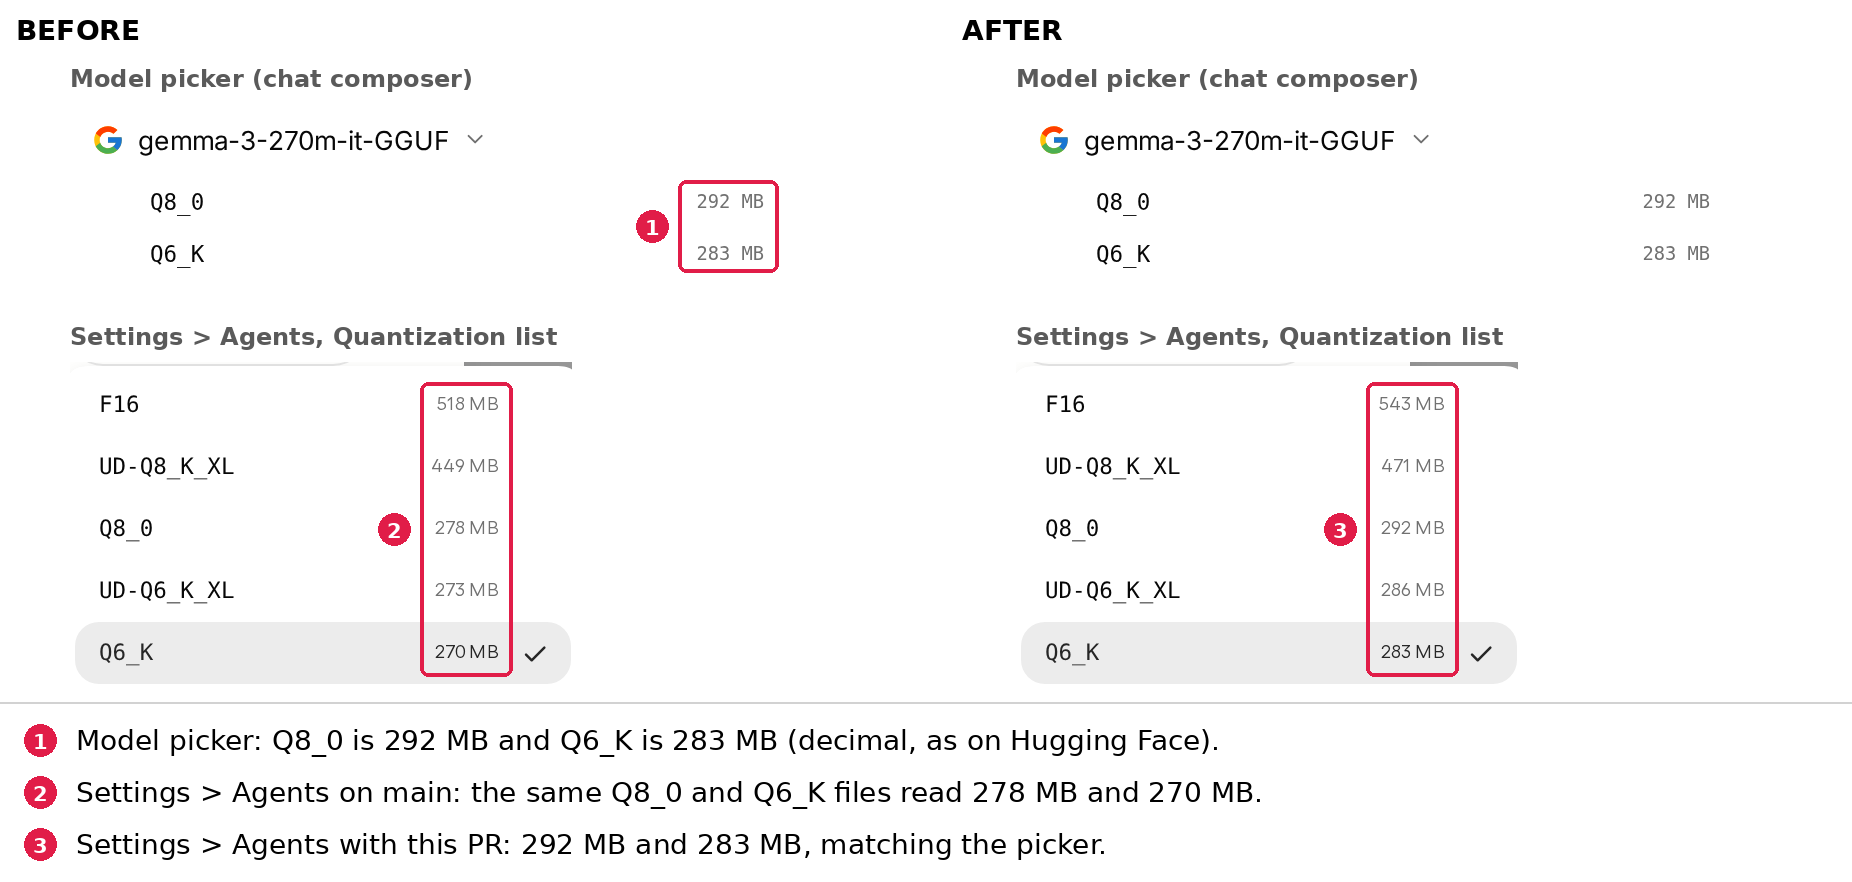 BEFORE
Model picker (chat composer)
gemma-3-270m-it-GGUF
Q8_0 292 MB
1
Q6_K 283 MB
Settings > Agents, Quantization list
F16 518 MB
UD-Q8_K_XL 449 MB
2 Q8_0 278 MB
UD-Q6_K_XL 273 MB
Q6_K 270 MB
AFTER
Model picker (chat composer)
gemma-3-270m-it-GGUF
Q8_0 292 MB
Q6_K 283 MB
Settings > Agents, Quantization list
F16 543 MB
UD-Q8_K_XL 471 MB
Q8_0 3 292 MB
UD-Q6_K_XL 286 MB
Q6_K 283 MB
1 Model picker: Q8_0 is 292 MB and Q6_K is 283 MB (decimal, as on Hugging Face).
2 Settings > Agents on main: the same Q8_0 and Q6_K files read 278 MB and 270 MB.
3 Settings > Agents with this PR: 292 MB and 283 MB, matching the picker.